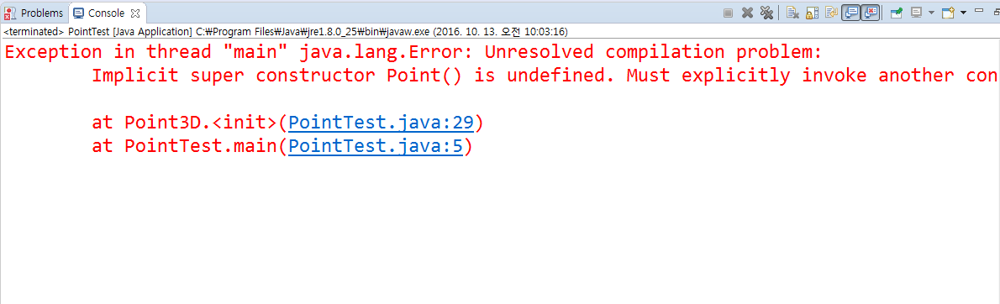 Problems Console
<terminated> PointTest [Java Application] C:₩Program Files₩Java₩jre1.8.0_25₩bin₩javaw.exe (2016. 10. 13. 오전 10:03:16)
Exception in thread "main" java.lang.Error: Unresolved compilation problem:
Implicit super constructor Point() is undefined. Must explicitly invoke another con
at Point3D.<init>(PointTest.java:29)
at PointTest.main(PointTest.java:5)